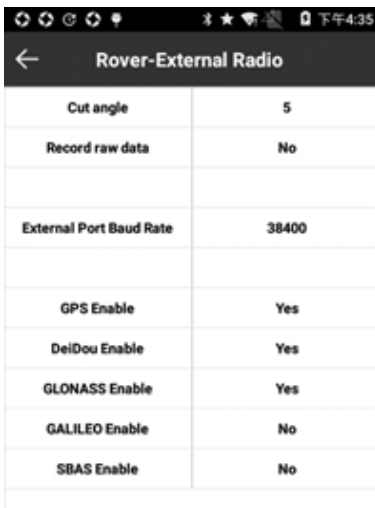 下午4:35
Rover-External Radio
Cut angle 5
Record raw data No
External Port Baud Rate 38400
GPS Enable Yes
DeiDou Enable Yes
GLONASS Enable Yes
GALILEO Enable No
SBAS Enable No